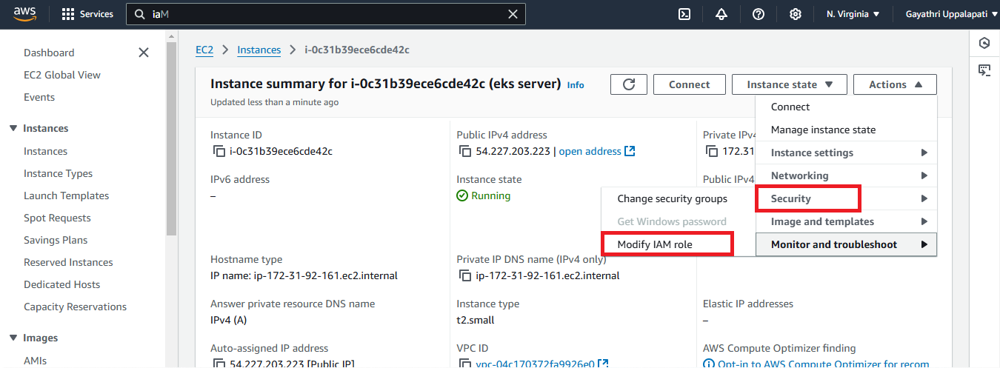 aws
Services
iaM
N. Virginia
Gayathri Uppalapati
Dashboard
EC2 Global View
Events
Instances
Instances
Instance Types
Launch Templates
Spot Requests
Savings Plans
Reserved Instances
Dedicated Hosts
Capacity Reservations
Images
AMIs
EC2 Instances i-0c31b39ece6cde42c
Instance summary for i-0c31b39ece6cde42c (eks server) Info
Updated less than a minute ago
Connect
Instance state
Actions
Connect
Manage instance state
Instance settings
Networking
Security
Image and templates
Monitor and troubleshoot
Change security groups
Get Windows password
Modify IAM role
Instance ID
i-0c31b39ece6cde42c
Public IPv4 address
54.227.203.223 | open address
Private IPv4
172.31
IPv6 address
–
Instance state
Running
Public IPv4
Hostname type
IP name: ip-172-31-92-161.ec2.internal
Private IP DNS name (IPv4 only)
ip-172-31-92-161.ec2.internal
Answer private resource DNS name
IPv4 (A)
Instance type
t2.small
Elastic IP addresses
–
Auto-assigned IP address
54.227.203.223 [Public IP]
VPC ID
vpc-04c170372fa9926e0
AWS Compute Optimizer finding
Opt-in to AWS Compute Optimizer for recom